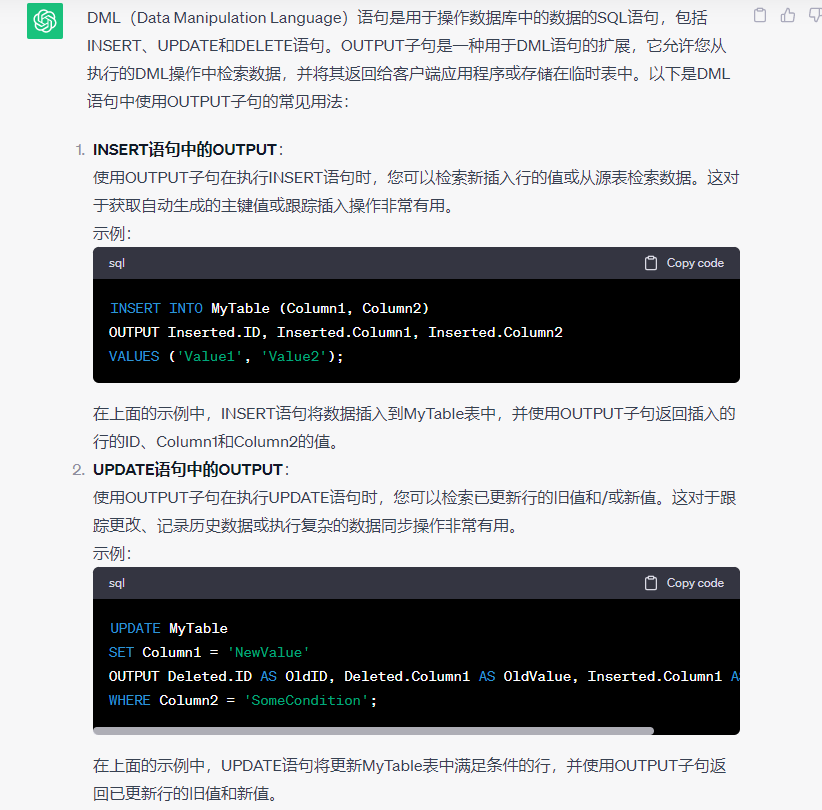 DML（Data Manipulation Language）语句是用于操作数据库中的数据的SQL语句，包括
INSERT、UPDATE和DELETE语句。OUTPUT子句是一种用于DML语句的扩展，它允许您从
执行的DML操作中检索数据，并将其返回给客户端应用程序或存储在临时表中。以下是DML
语句中使用OUTPUT子句的常见用法：
1. INSERT语句中的OUTPUT：
使用OUTPUT子句在执行INSERT语句时，您可以检索新插入行的值或从源表检索数据。这对
于获取自动生成的主键值或跟踪插入操作非常有用。
示例：
sql Copy code
INSERT INTO MyTable (Column1, Column2)
OUTPUT Inserted.ID, Inserted.Column1, Inserted.Column2
VALUES ('Value1', 'Value2');
在上面的示例中，INSERT语句将数据插入到MyTable表中，并使用OUTPUT子句返回插入的
行的ID、Column1和Column2的值。
2. UPDATE语句中的OUTPUT：
使用OUTPUT子句在执行UPDATE语句时，您可以检索已更新行的旧值和/或新值。这对于跟
踪更改、记录历史数据或执行复杂的数据同步操作非常有用。
示例：
sql Copy code
UPDATE MyTable
SET Column1 = 'NewValue'
OUTPUT Deleted.ID AS OldID, Deleted.Column1 AS OldValue, Inserted.Column1
WHERE Column2 = 'SomeCondition';
在上面的示例中，UPDATE语句将更新MyTable表中满足条件的行，并使用OUTPUT子句返
回已更新行的旧值和新值。